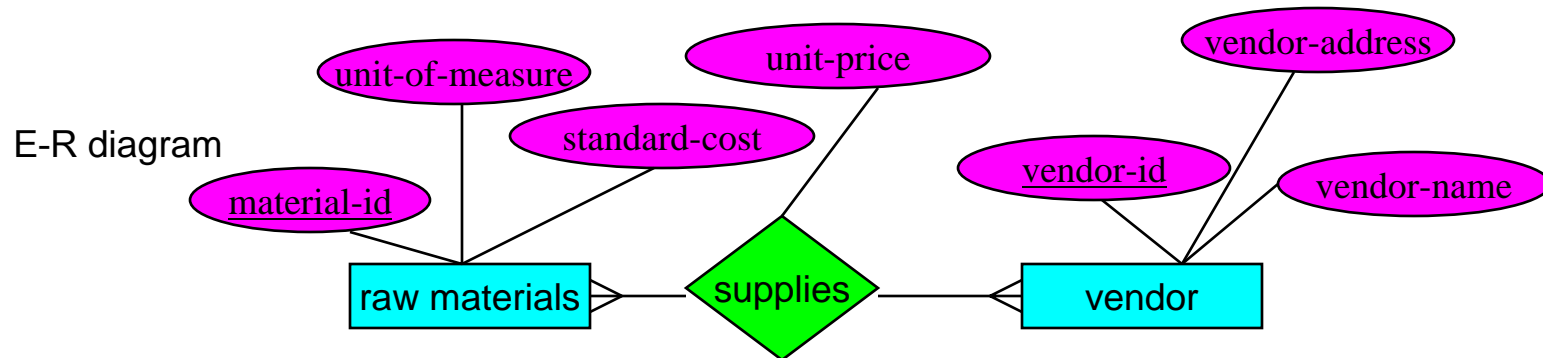 vendor-address
unit-price
unit-of-measure
standard-cost
E-R diagram
vendor-id
vendor-name
material-id
raw materials
supplies
vendor